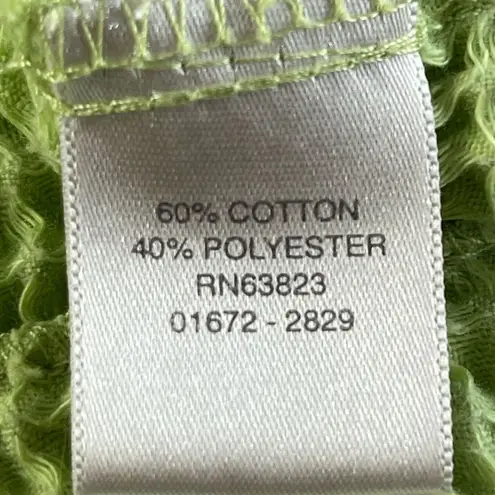 60% COTTON
40% POLYESTER
RN63823
01672 - 2829